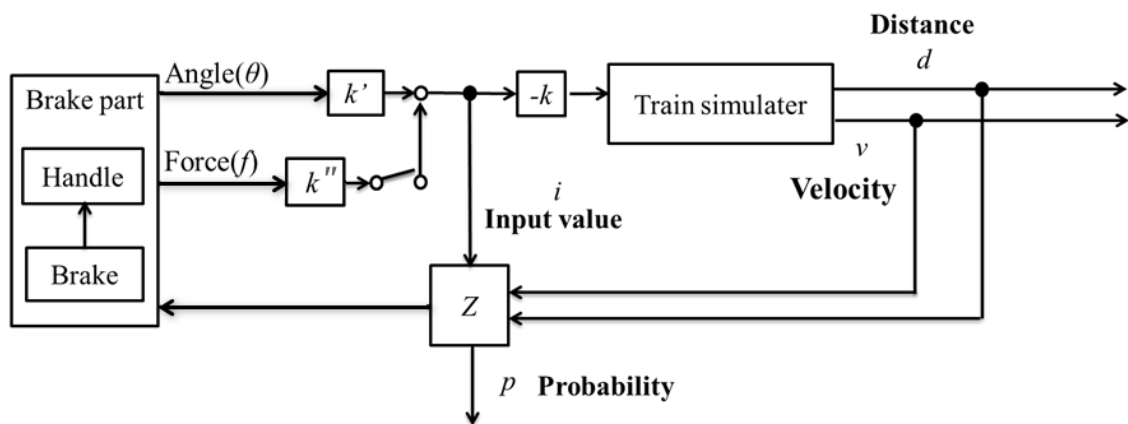 Distance
d
Angle(θ)
k’
-k
Train simulater
Brake part
Force(f)
k"
v
Velocity
Handle
i
Input value
Brake
Z
p Probability